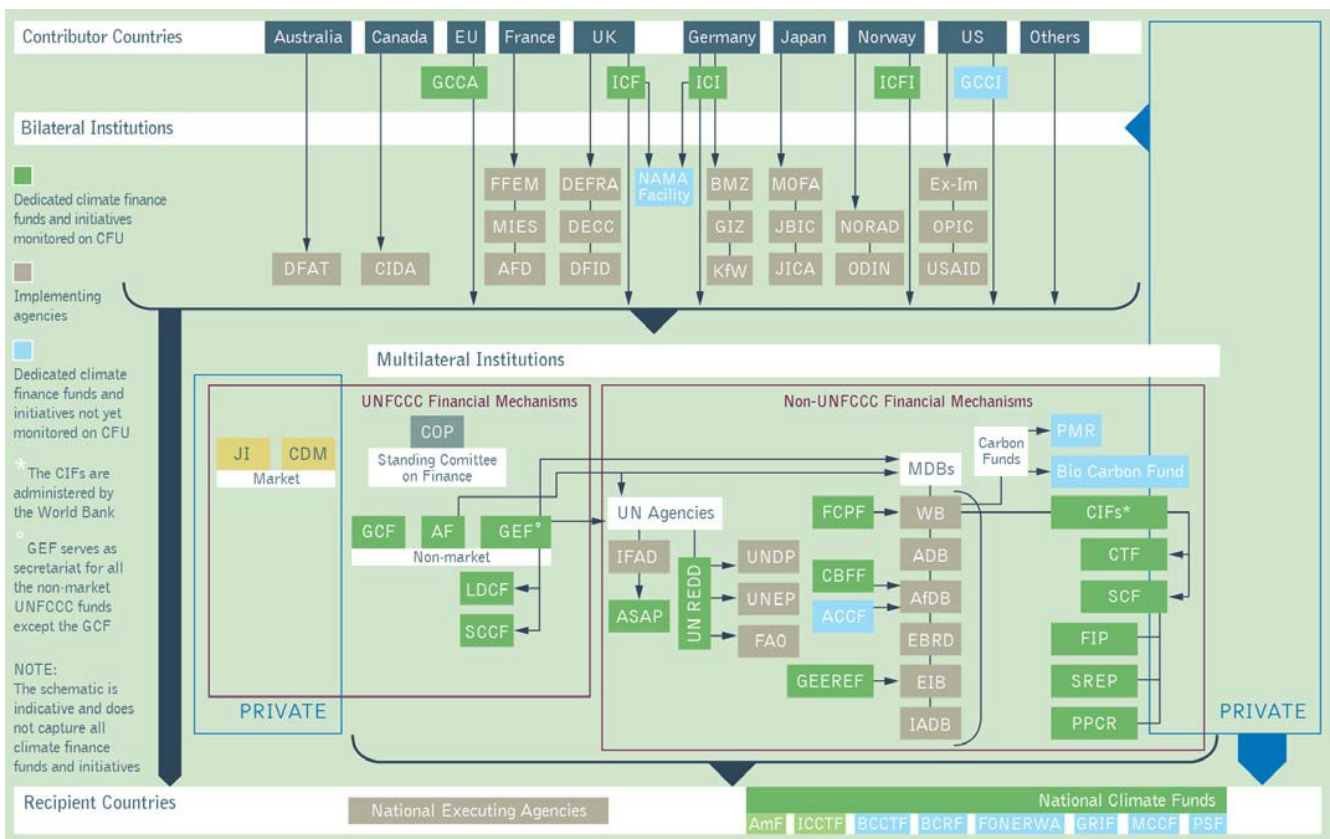 Contributor Countries
Australia
Canada
EU
France
UK
Germany
Japan
Norway
US
Others
GCCA
ICF
ICI
ICFI
GCCI
Bilateral Institutions
FFEM
DEFRA
NAMA
Facility
BMZ
MOFA
Ex-Im
MIES
DECC
GIZ
JBIC
NORAD
OPIC
DFAT
CIDA
AFD
DFID
KfW
JICA
ODIN
USAID
Dedicated climate finance
funds and initiatives
monitored on CFU
Implementing
agencies
Dedicated climate
finance funds and
initiatives not yet
monitored on CFU
*The CIFs are
administered by
the World Bank
° GEF serves as
secretariat for all
the non-market
UNFCCC funds
except the GCF
NOTE:
The schematic is
indicative and does
not capture all
climate finance
funds and initiatives
Multilateral Institutions
UNFCCC Financial Mechanisms
COP
Standing Comittee
on Finance
JI
CDM
Market
GCF
AF
GEF°
Non-market
LDCF
SCCF
PRIVATE
Non-UNFCCC Financial Mechanisms
UN Agencies
IFAD
ASAP
UN REDD
UNDP
UNEP
FAO
MDBs
FCPF
WB
ADB
CBFF
AfDB
ACCF
EBRD
GEEREF
EIB
IADB
Carbon
Funds
PMR
Bio Carbon Fund
CIFs*
CTF
SCF
FIP
SREP
PPCR
PRIVATE
Recipient Countries
National Executing Agencies
National Climate Funds
AmF
ICCTF
BCCTF
BCRF
FONERWA
GRIF
MCCF
PSF